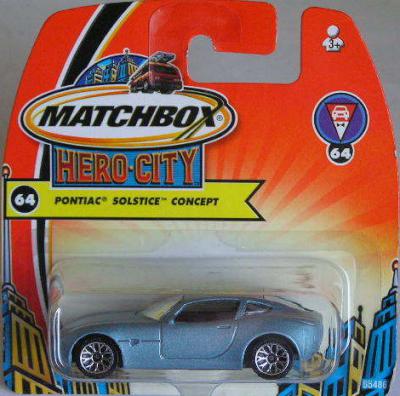 3+
MATCHBOX®
HERO-CITY
64
64
PONTIAC® SOLSTICE™ CONCEPT